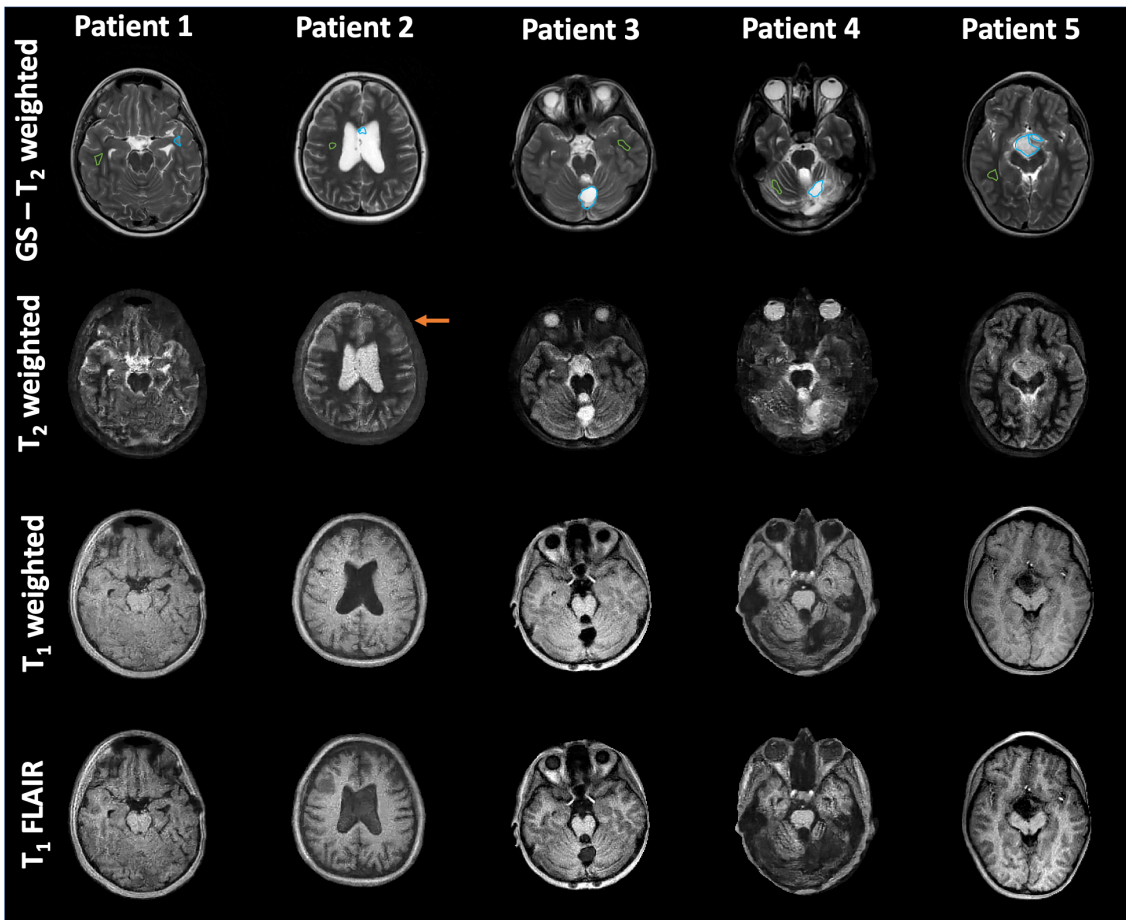 Patient 1 Patient 2 Patient 3 Patient 4 Patient 5
GS – T₂ weighted
T₂ weighted
T₁ weighted
T₁ FLAIR